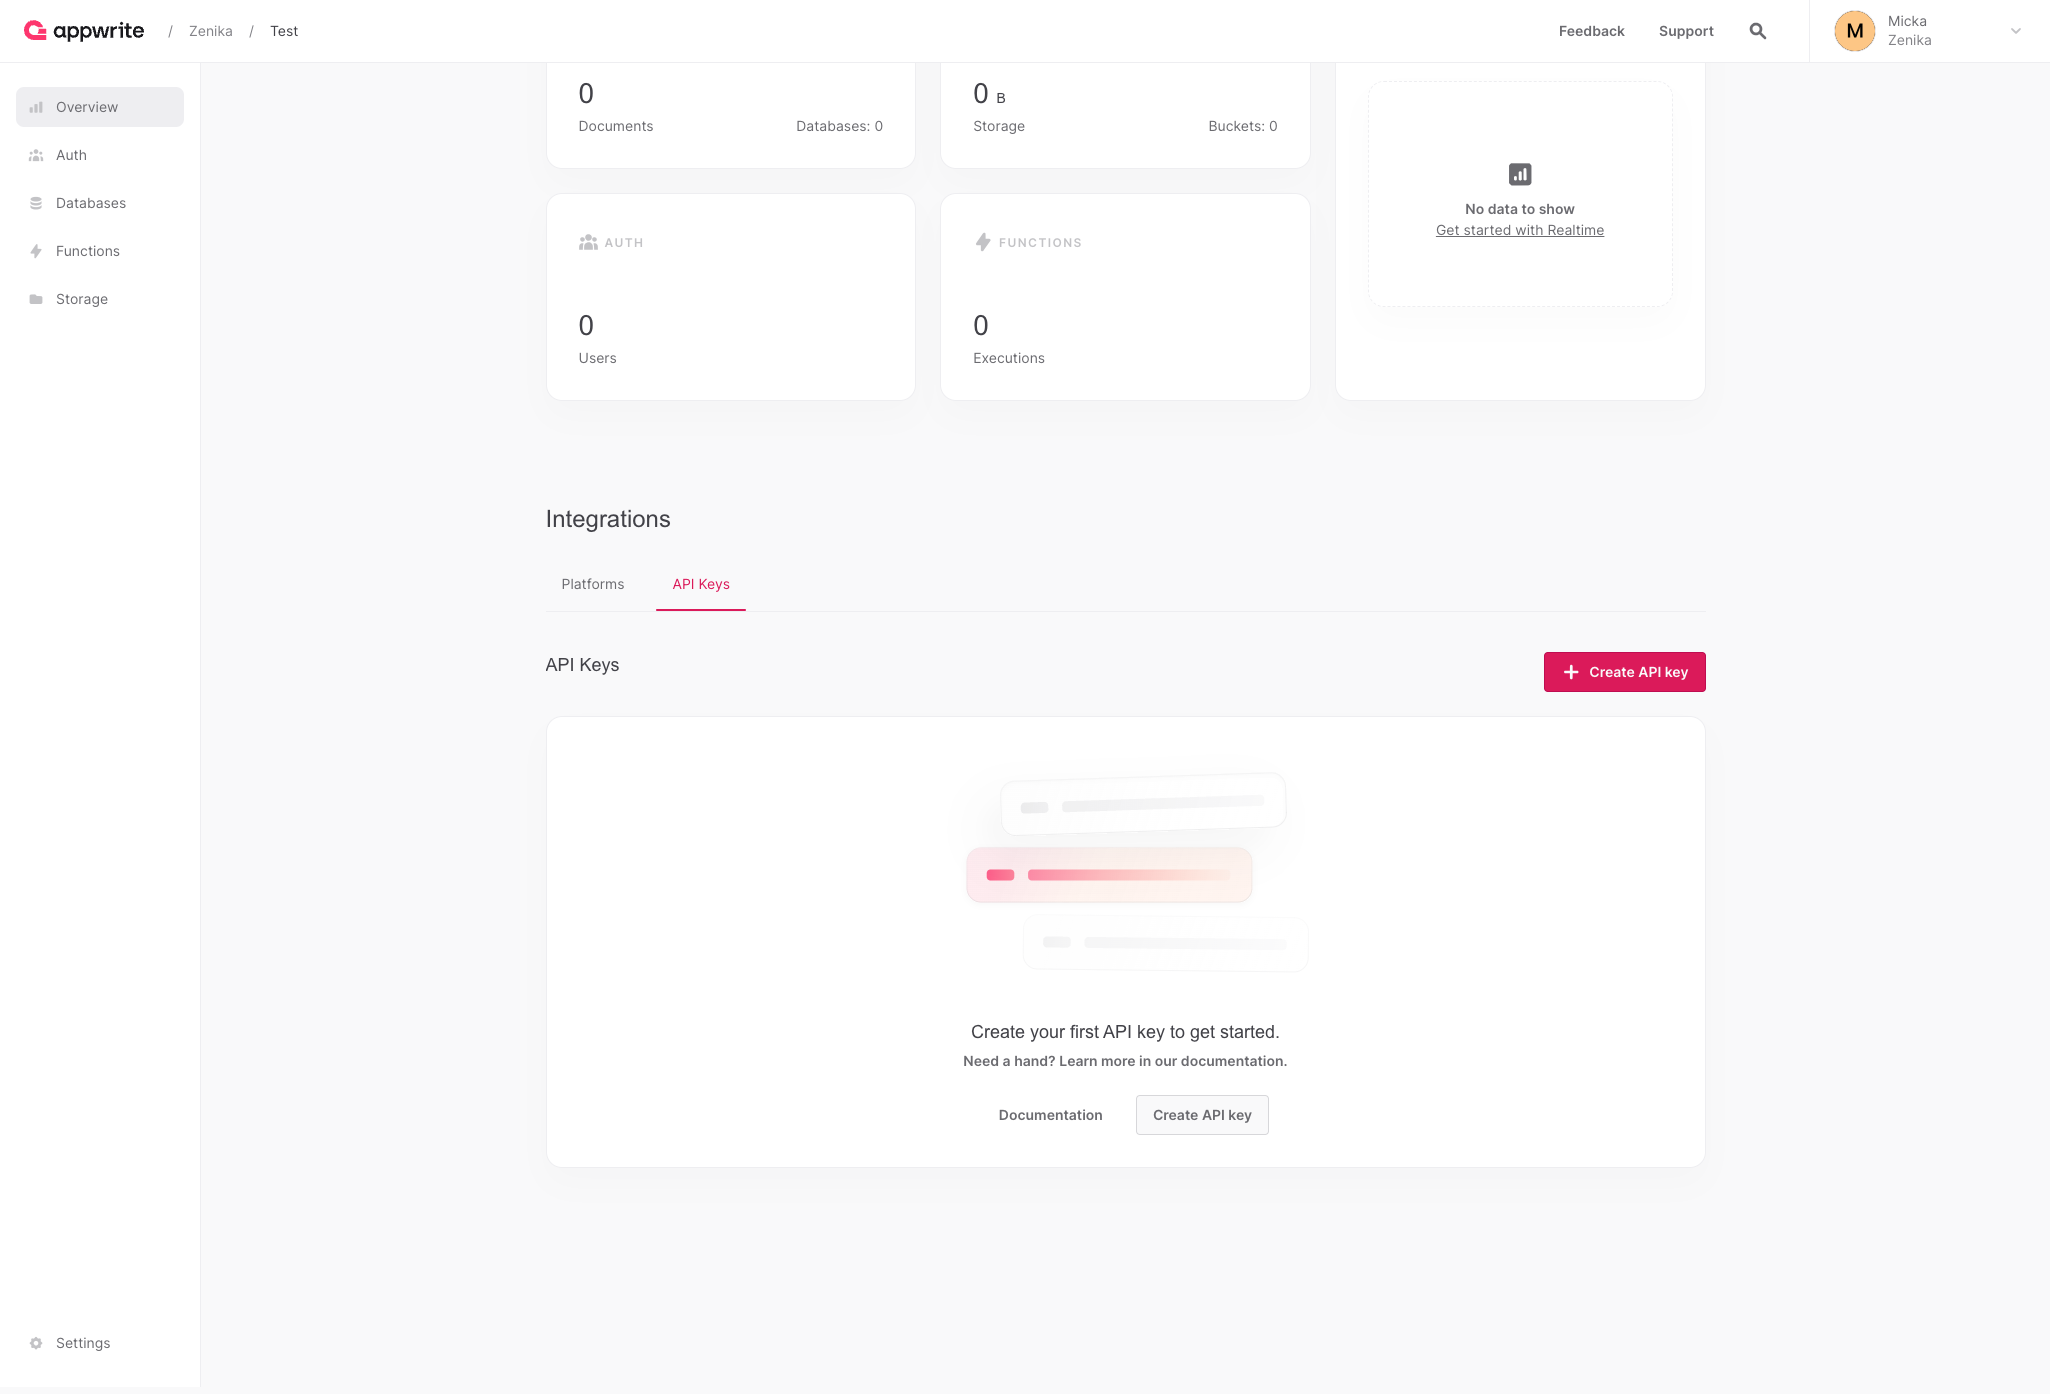 appwrite / Zenika / Test
Feedback Support
M
Micka
Zenika
Overview
Auth
Databases
Functions
Storage
Settings
0
Documents Databases: 0
0 B
Storage Buckets: 0
No data to show
Get started with Realtime
AUTH
0
Users
FUNCTIONS
0
Executions
Integrations
Platforms API Keys
API Keys
Create API key
Create your first API key to get started.
Need a hand? Learn more in our documentation.
Documentation Create API key